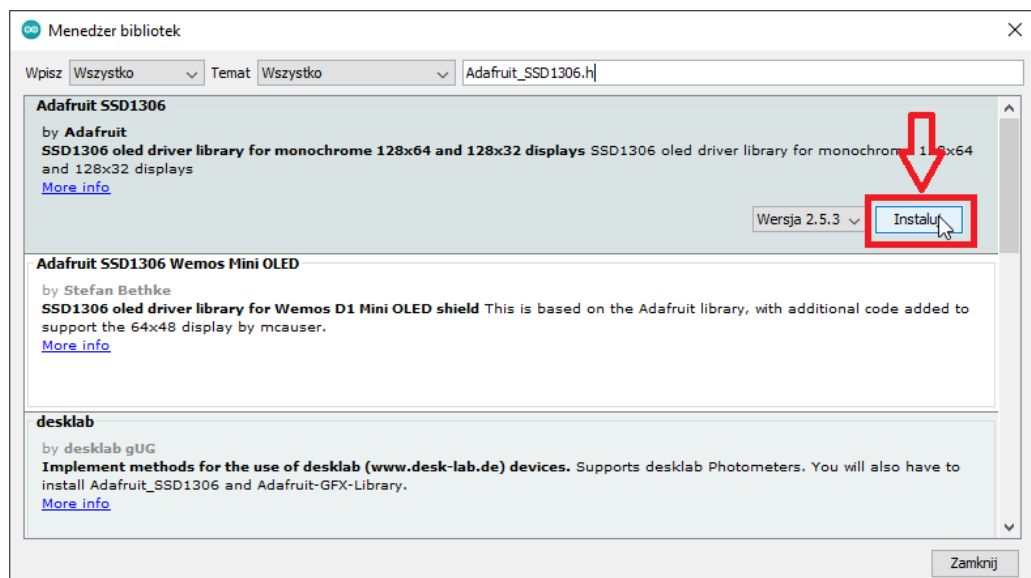 Menedżer bibliotek
Wpisz Wszystko Temat Wszystko Adafruit_SSD1306.h
Adafruit SSD1306
by Adafruit
SSD1306 oled driver library for monochrome 128x64 and 128x32 displays SSD1306 oled driver library for monochrome 128x64
and 128x32 displays
More info
Wersja 2.5.3 Instaluj
Adafruit SSD1306 Wemos Mini OLED
by Stefan Bethke
SSD1306 oled driver library for Wemos D1 Mini OLED shield This is based on the Adafruit library, with additional code added to
support the 64x48 display by mcauser.
More info
desklab
by desklab gUG
Implement methods for the use of desklab (www.desk-lab.de) devices. Supports desklab Photometers. You will also have to
install Adafruit_SSD1306 and Adafruit-GFX-Library.
More info
Zamknij